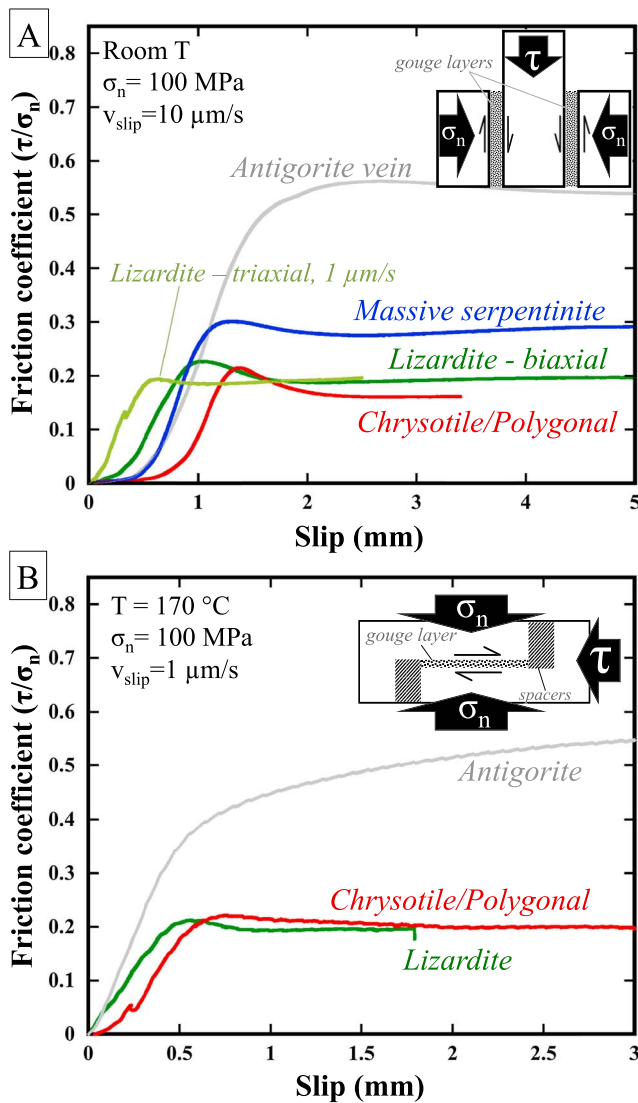 A
Room T
σn= 100 MPa
vslip=10 µm/s
τ
gouge layers
σn
σn
Antigorite vein
Lizardite – triaxial, 1 µm/s
Massive serpentinite
Lizardite - biaxial
Chrysotile/Polygonal
Friction coefficient (τ/σn)
0.8
0.7
0.6
0.5
0.4
0.3
0.2
0.1
0
0
1
2
3
4
5
Slip (mm)
B
T = 170 °C
σn= 100 MPa
vslip=1 µm/s
σn
gouge layer
τ
spacers
σn
Antigorite
Chrysotile/Polygonal
Lizardite
Friction coefficient (τ/σn)
0.8
0.7
0.6
0.5
0.4
0.3
0.2
0.1
0
0
0.5
1
1.5
2
2.5
3
Slip (mm)